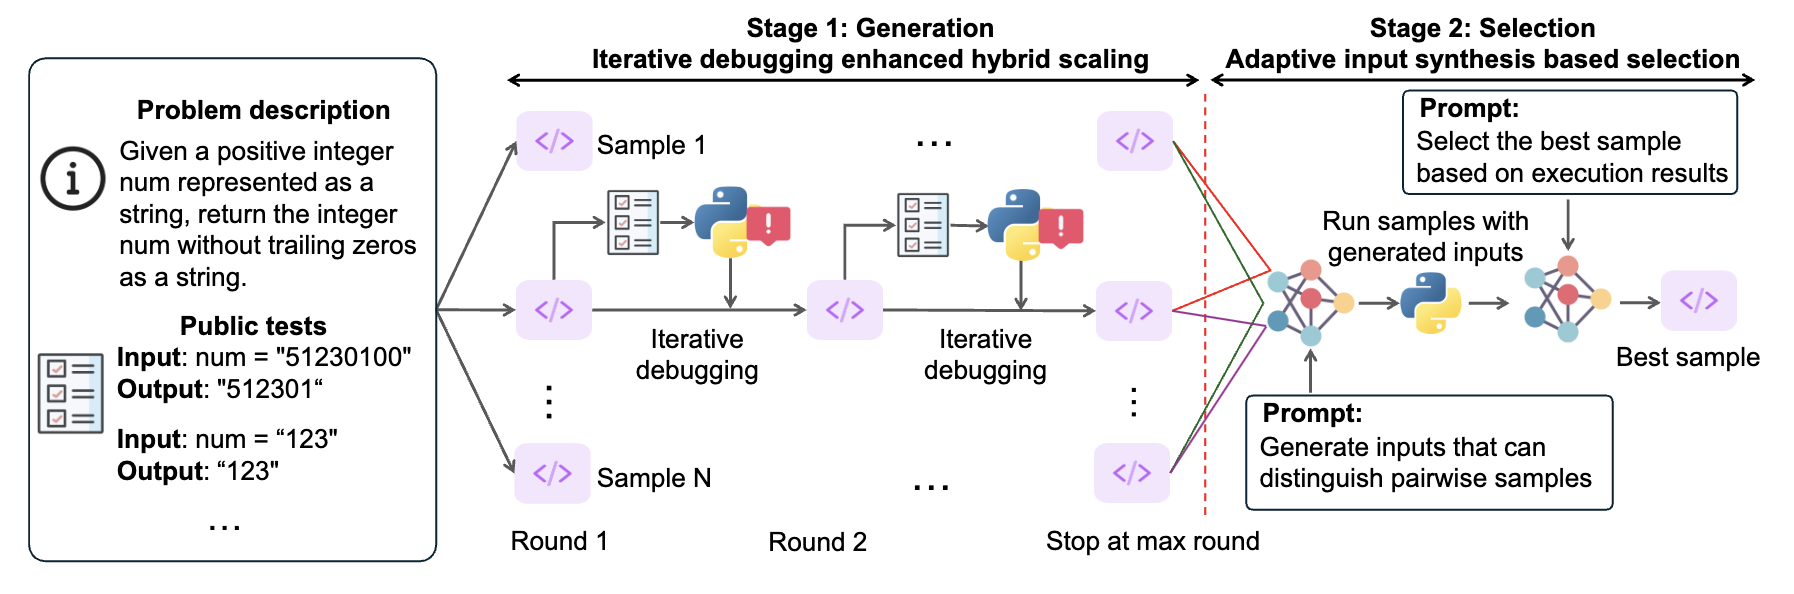 Stage 1: Generation
Iterative debugging enhanced hybrid scaling
Stage 2: Selection
Adaptive input synthesis based selection
Problem description
Given a positive integer
num represented as a
string, return the integer
num without trailing zeros
as a string.
Public tests
Input: num = "51230100"
Output: "512301“
Input: num = “123"
Output: “123"
...
</> Sample 1
...
</>
</>
Iterative
debugging
</>
Iterative
debugging
</>
</> Sample N
...
</>
Round 1
Round 2
Stop at max round
Prompt:
Select the best sample
based on execution results
Run samples with
generated inputs
</>
Best sample
Prompt:
Generate inputs that can
distinguish pairwise samples